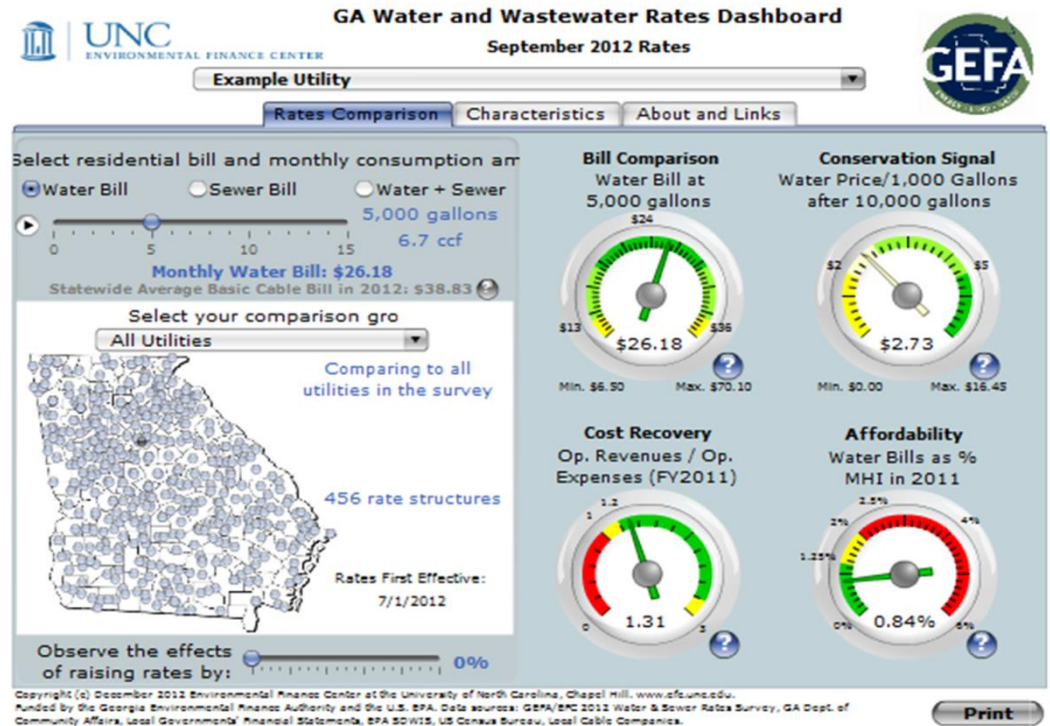 GA Water and Wastewater Rates Dashboard
UNC
ENVIRONMENTAL FINANCE CENTER
September 2012 Rates
GEFA
Example Utility
Rates Comparison
Characteristics
About and Links
Select residential bill and monthly consumption am
Water Bill
Sewer Bill
Water + Sewer
5,000 gallons
6.7 ccf
0 5 10 15
Monthly Water Bill: $26.18
Statewide Average Basic Cable Bill in 2012: $38.83
?
Select your comparison gro
All Utilities
Comparing to all
utilities in the survey
456 rate structures
Rates First Effective:
7/1/2012
Observe the effects
of raising rates by:
0%
Bill Comparison
Water Bill at
5,000 gallons
$24
$13
$36
$26.18
?
Min. $6.50
Max. $70.10
Conservation Signal
Water Price/1,000 Gallons
after 10,000 gallons
$2
$5
$2.73
?
Min. $0.00
Max. $16.45
Cost Recovery
Op. Revenues / Op.
Expenses (FY2011)
1.2
1
0
3
1.31
?
Affordability
Water Bills as %
MHI in 2011
2.5%
2%
4%
1.25%
0%
6%
0.84%
?
Copyright (c) December 2012 Environmental Finance Center at the University of North Carolina, Chapel Hill. www.efc.unc.edu.
Funded by the Georgia Environmental Finance Authority and the U.S. EPA. Data sources: GEFA/EFC 2012 Water & Sewer Rates Survey, GA Dept. of
Community Affairs, Local Governments' Financial Statements, EPA SDWIS, US Census Bureau, Local Cable Companies.
Print